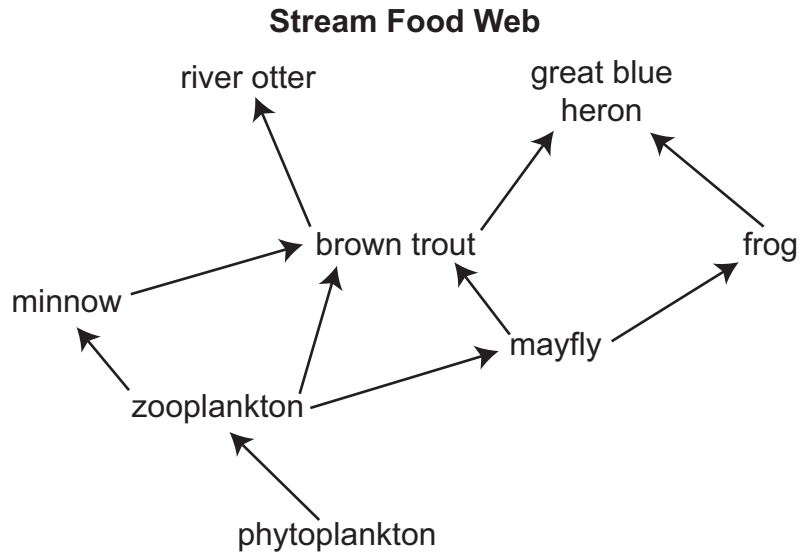 Stream Food Web
river otter
great blue
heron
brown trout
frog
minnow
mayfly
zooplankton
phytoplankton